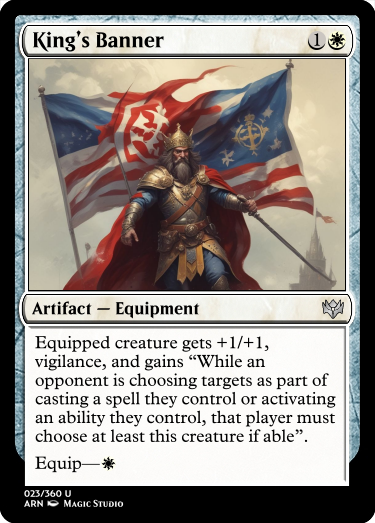 King's Banner 1
Artifact — Equipment
Equipped creature gets +1/+1,
vigilance, and gains “While an
opponent is choosing targets as part of
casting a spell they control or activating
an ability they control, that player must
choose at least this creature if able”.
Equip—
023/360 U
ARN Magic Studio